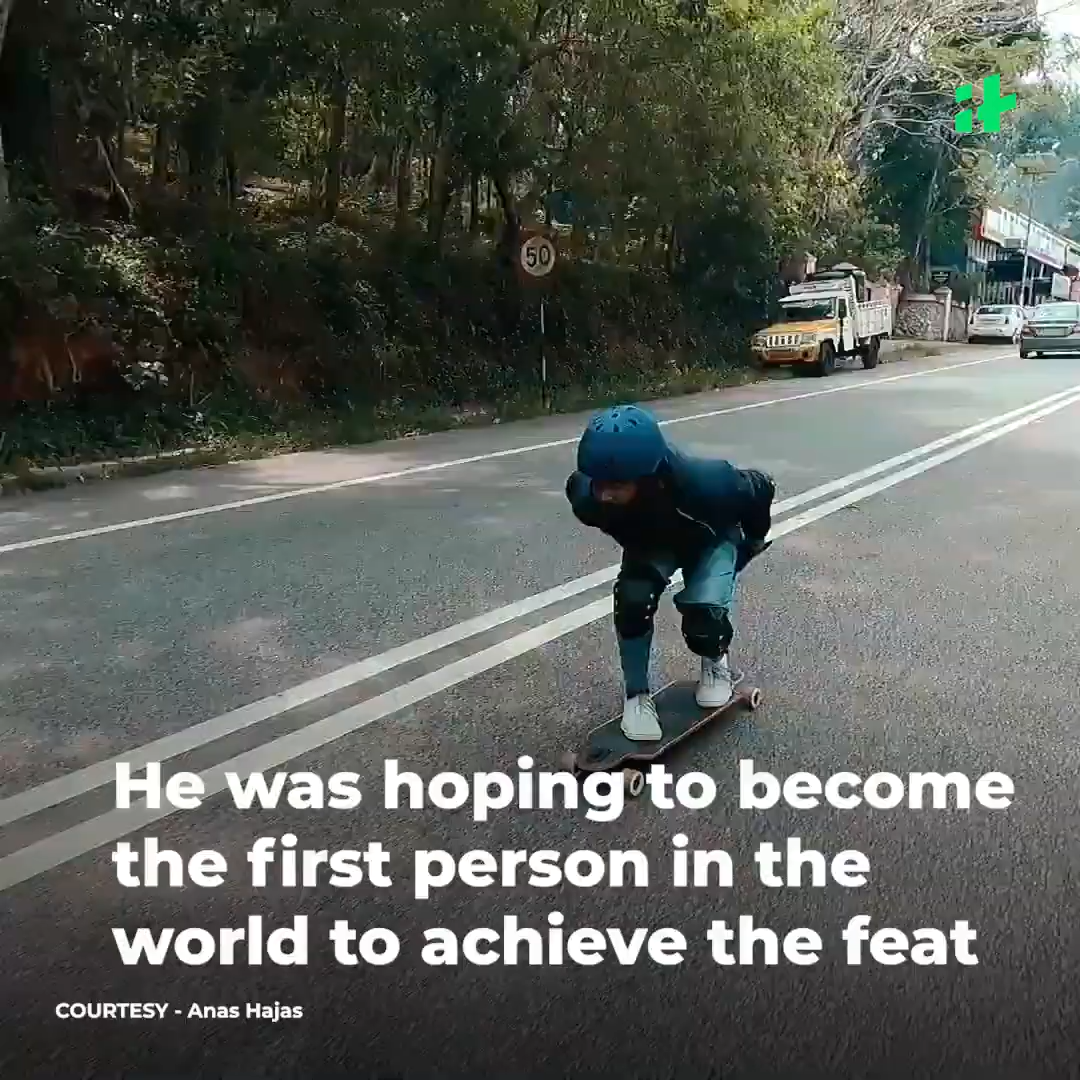 50
He was hoping to become
the first person in the
world to achieve the feat
COURTESY - Anas Hajas